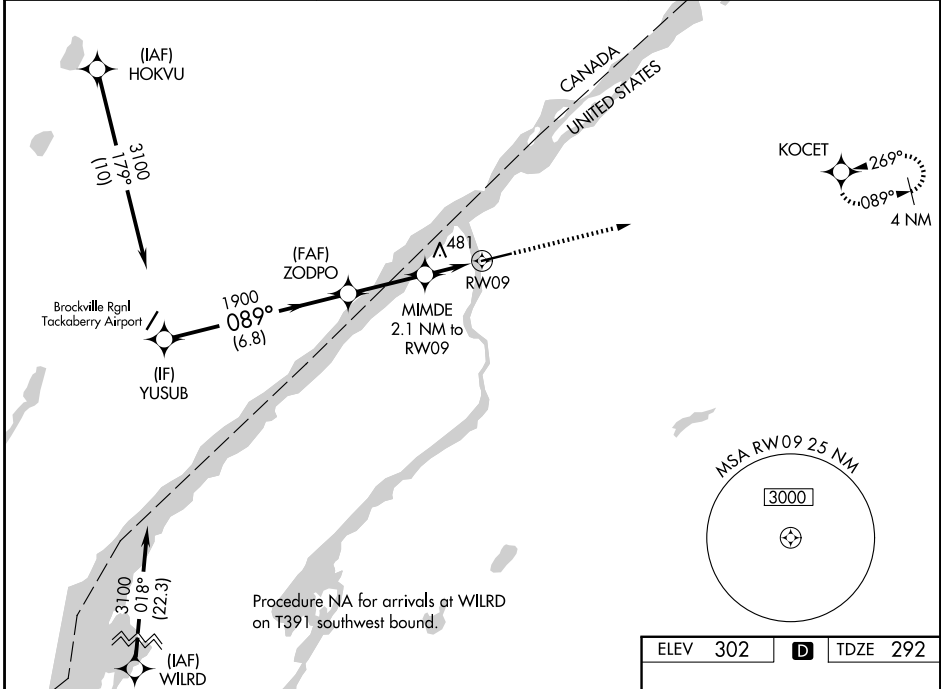 (IAF)
HOKVU
CANADA
UNITED STATES
3100
179°
(10)
KOCET
269°
089°
4 NM
(FAF)
ZODPO
481
RW09
1900
089°
(6.8)
MIMDE
2.1 NM to
RW09
Brockville Rgnl
Tackaberry Airport
(IF)
YUSUB
MSA RW09 25 NM
3000
3100
018°
(22.3)
Procedure NA for arrivals at WILRD
on T391 southwest bound.
(IAF)
WILRD
ELEV 302 D TDZE 292